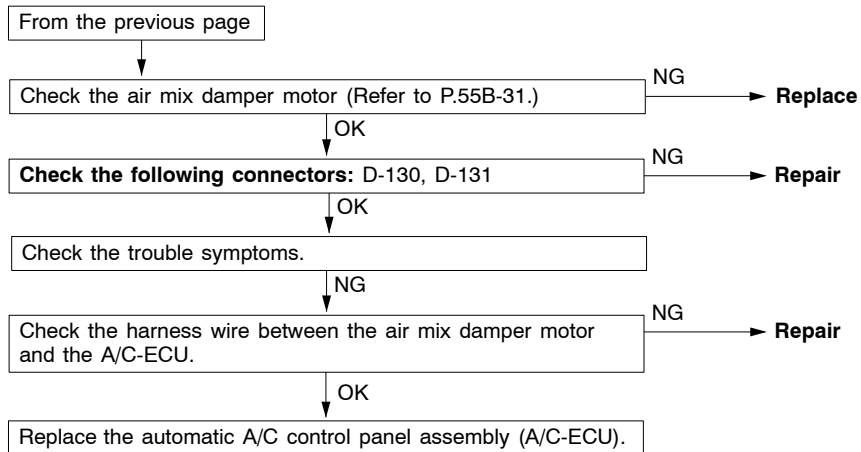 From the previous page
Check the air mix damper motor (Refer to P.55B-31.)
NG
Replace
OK
Check the following connectors: D-130, D-131
NG
Repair
OK
Check the trouble symptoms.
NG
Check the harness wire between the air mix damper motor
and the A/C-ECU.
NG
Repair
OK
Replace the automatic A/C control panel assembly (A/C-ECU).